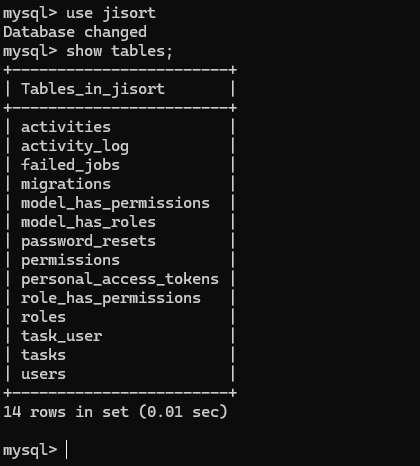 mysql> use jisort
Database changed
mysql> show tables;
+------------------------+
| Tables_in_jisort       |
+------------------------+
| activities             |
| activity_log           |
| failed_jobs            |
| migrations             |
| model_has_permissions  |
| model_has_roles        |
| password_resets        |
| permissions            |
| personal_access_tokens |
| role_has_permissions   |
| roles                  |
| task_user              |
| tasks                  |
| users                  |
+------------------------+
14 rows in set (0.01 sec)
mysql>